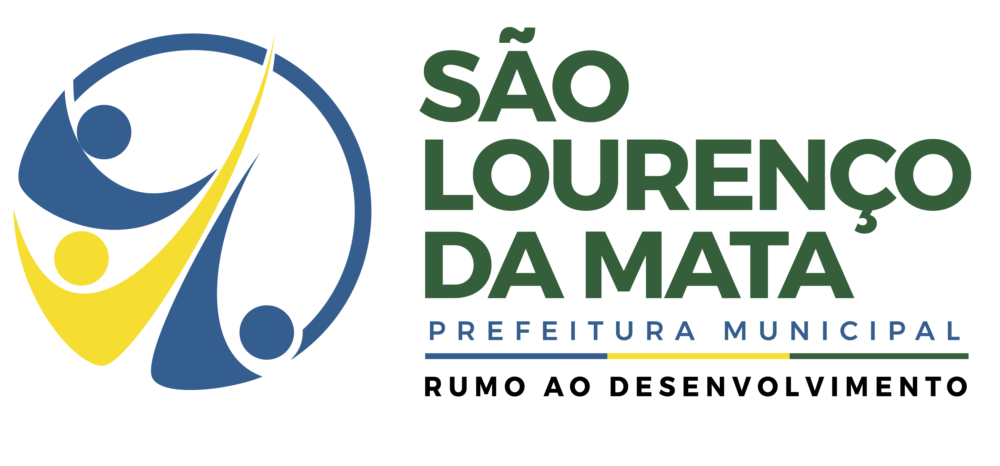 SÃO
LOURENÇO
DA MATA
PREFEITURA MUNICIPAL
RUMO AO DESENVOLVIMENTO